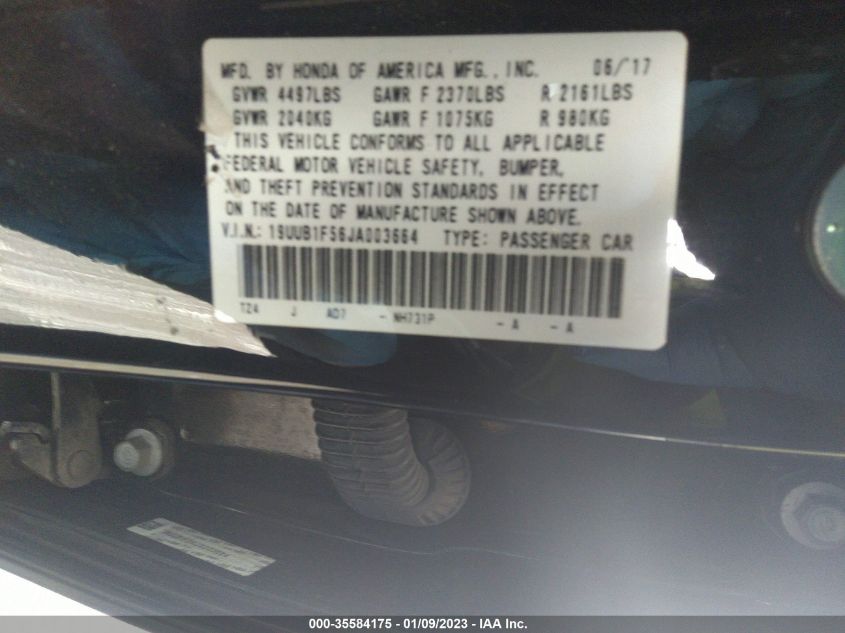 MFD. BY HONDA OF AMERICA MFG., INC. 06/17
GVWR 4497LBS GAWR F 2370LBS R 2161LBS
GVWR 2040KG GAWR F 1075KG R 980KG
THIS VEHICLE CONFORMS TO ALL APPLICABLE
FEDERAL MOTOR VEHICLE SAFETY, BUMPER,
AND THEFT PREVENTION STANDARDS IN EFFECT
ON THE DATE OF MANUFACTURE SHOWN ABOVE.
V.I.N.: 19UUB1F56JA003664 TYPE: PASSENGER CAR
TZ4 J AD7 - NH731P - A - A
000-35584175 - 01/09/2023 - IAA Inc.